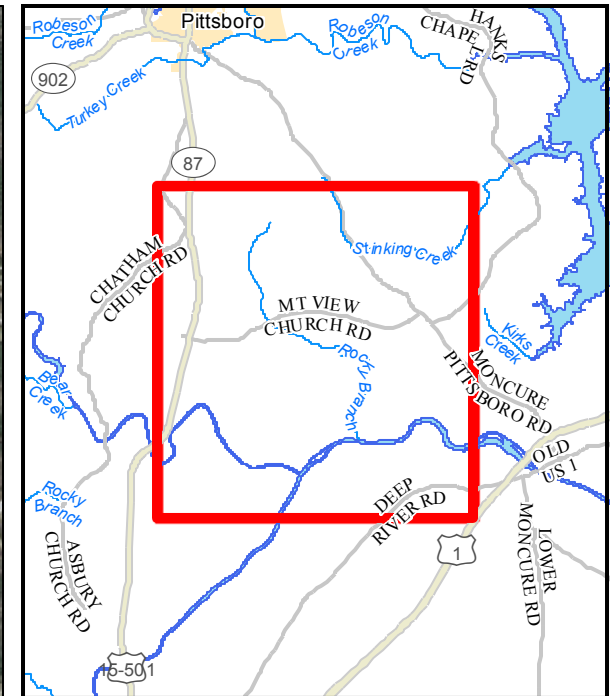 Pittsboro
Robeson
Creek
Robeson
Creek
HANKS
CHAPEL RD
902
Turkey Creek
87
Stinking Creek
CHATHAM
CHURCH RD
MT VIEW
CHURCH RD
Kirks
Creek
Rocky
Branch
MONCURE
PITTSBORO RD
Bear
Creek
OLD
US 1
DEEP
RIVER RD
Rocky
Branch
1
LOWER
MONCURE RD
ASBURY
CHURCH RD
15-501